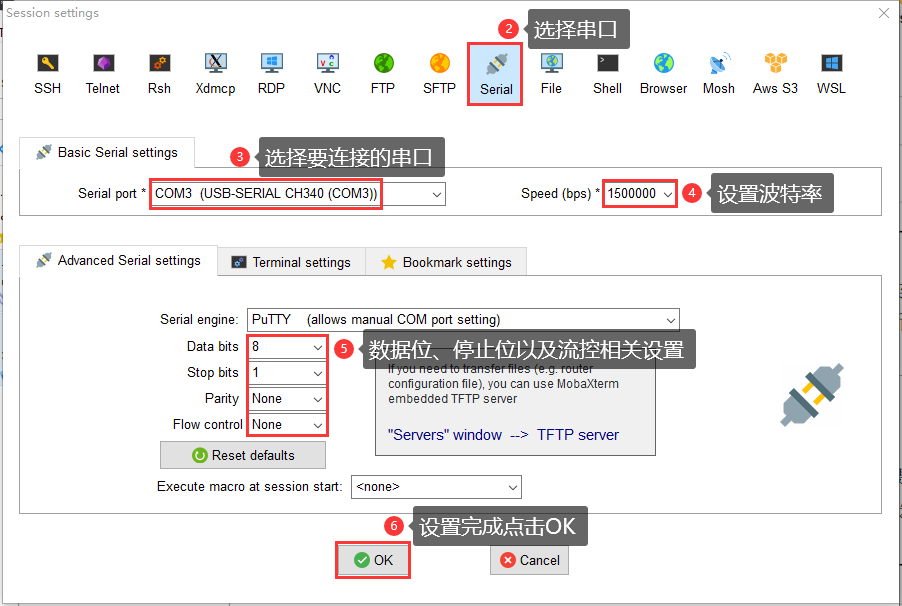 Session settings
2 选择串口
SSH Telnet Rsh Xdmcp RDP VNC FTP SFTP Serial File Shell Browser Mosh Aws S3 WSL
Basic Serial settings
3 选择要连接的串口
Serial port * COM3 (USB-SERIAL CH340 (COM3)) Speed (bps) * 1500000 4 设置波特率
Advanced Serial settings Terminal settings Bookmark settings
Serial engine: PuTTY (allows manual COM port setting)
Data bits 8 5 数据位、停止位以及流控相关设置
Stop bits 1
Parity None
Flow control None
If you need to transfer files (e.g. router
configuration file), you can use MobaXterm
embedded TFTP server
"Servers" window --> TFTP server
Reset defaults
Execute macro at session start: <none>
6 设置完成点击OK
OK Cancel